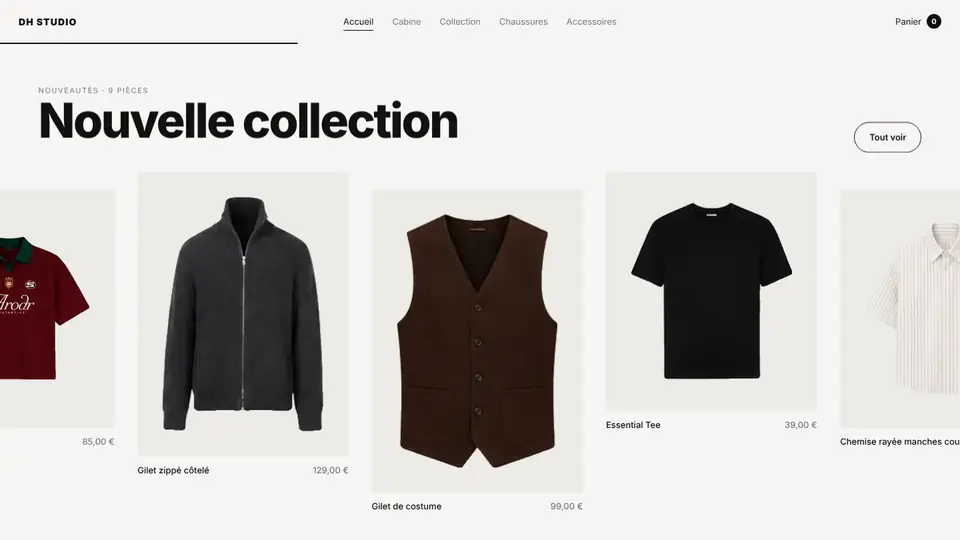 DH STUDIO
Accueil
Cabine
Collection
Chaussures
Accessoires
Panier 0
NOUVEAUTÉS · 9 PIÈCES
Nouvelle collection
Tout voir
85,00 €
Gilet zippé côtelé 129,00 €
Gilet de costume 99,00 €
Essential Tee 39,00 €
Chemise rayée manches cou